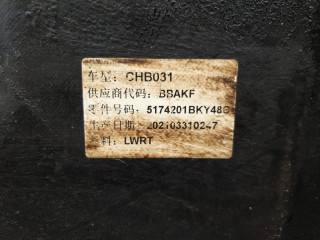 车型: CHB031
供应商代码: BBAKF
零件号码: 5174201BKY48
生产日期: 20210331
料: LWRT